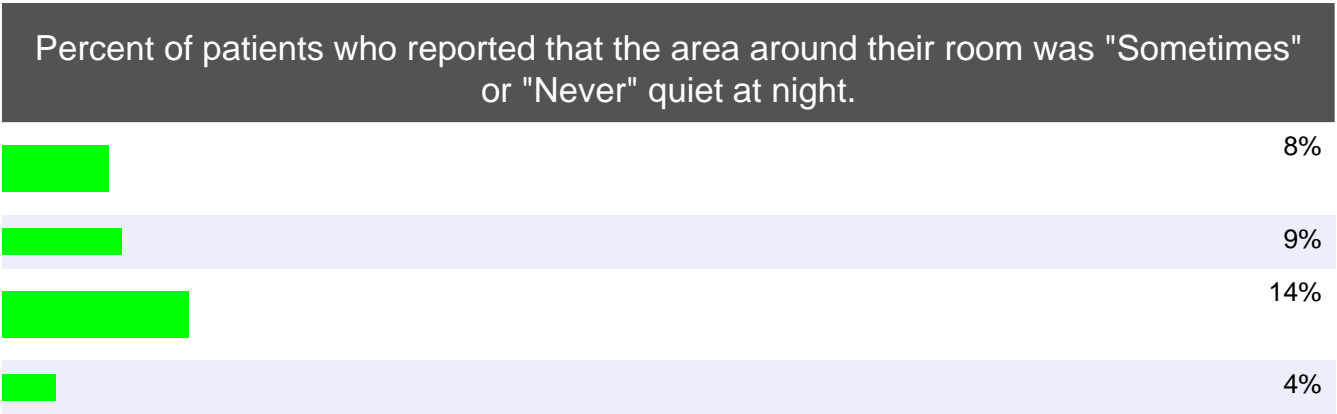 Percent of patients who reported that the area around their room was "Sometimes"
or "Never" quiet at night.
8%
9%
14%
4%